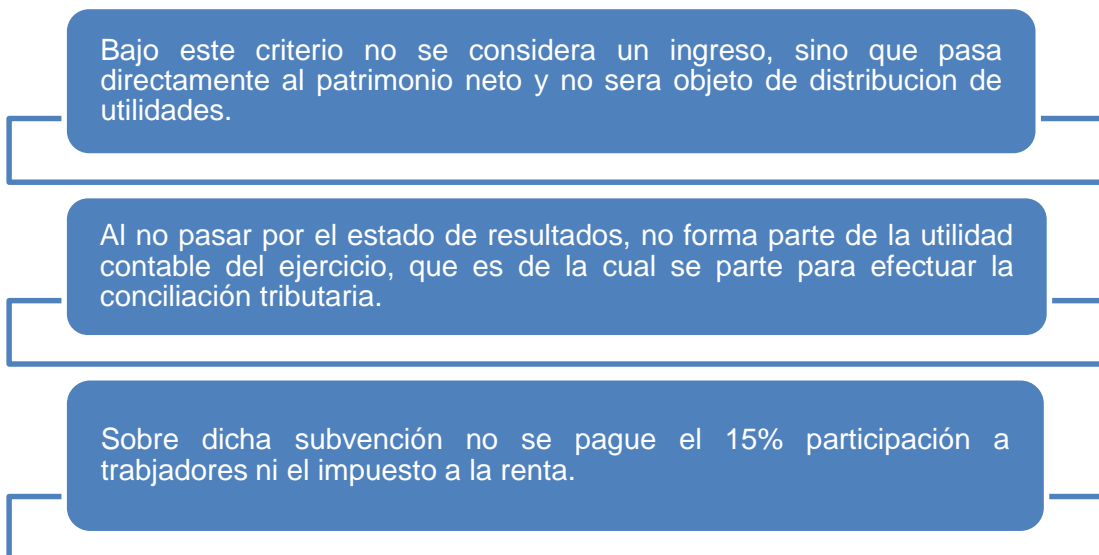 Bajo este criterio no se considera un ingreso, sino que pasa
directamente al patrimonio neto y no sera objeto de distribucion de
utilidades.
Al no pasar por el estado de resultados, no forma parte de la utilidad
contable del ejercicio, que es de la cual se parte para efectuar la
conciliación tributaria.
Sobre dicha subvención no se pague el 15% participación a
trabjadores ni el impuesto a la renta.